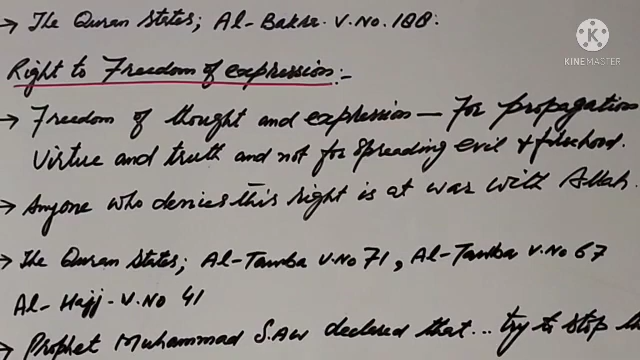 → The Quran States; Al-Bakra. V.No. 188.
KINEMASTER
Right to Freedom of expression:-
→ Freedom of thought and expression — For propagation
virtue and truth and not for spreading evil + falsehood.
→ Anyone who denies this right is at war with Allah.
→ The Quran States; Al-Tawba V.No 71, Al-Tawba V.No 67
Al-Hajj-V.No 41
→ Prophet Muhammad S.A.W declared that... try to stop